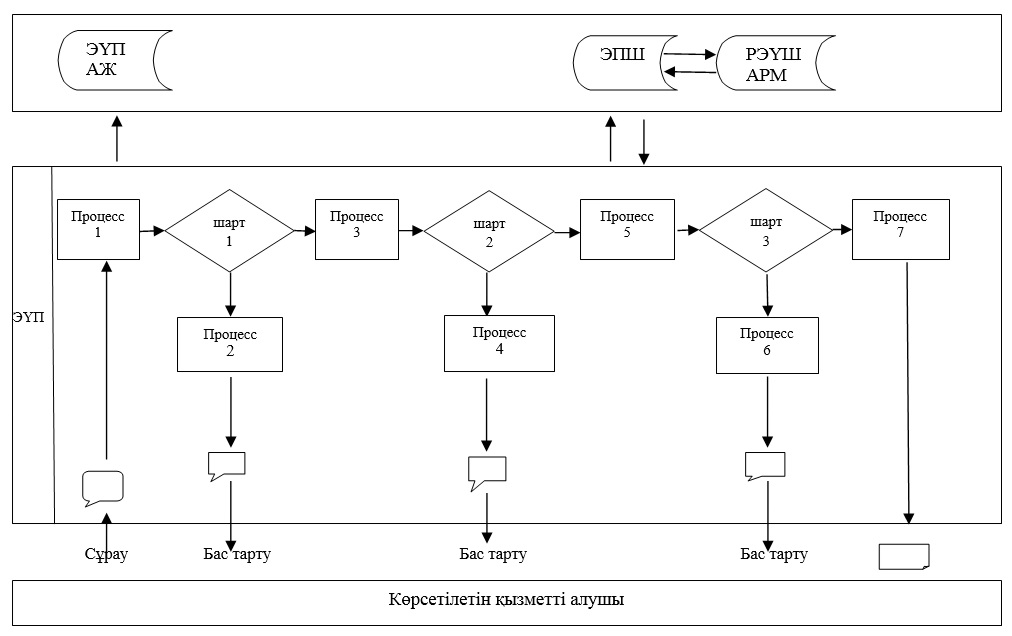 ЭҮП
АЖ
ЭПШ
РЭҮШ
АРМ
Процесс
1
шарт
1
Процесс
3
шарт
2
Процесс
5
шарт
3
Процесс
7
ЭҮП
Процесс
2
Процесс
4
Процесс
6
Сұрау
Бас тарту
Бас тарту
Бас тарту
Көрсетілетін қызметті алушы